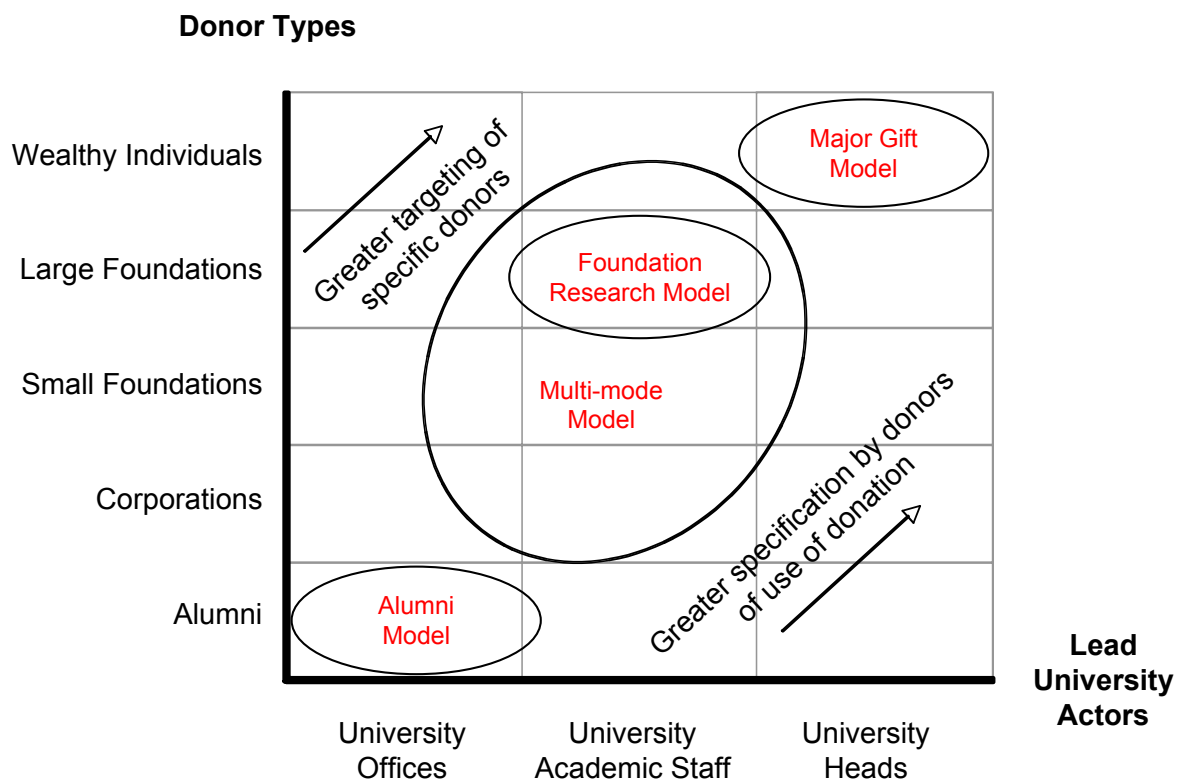 Donor Types
Wealthy Individuals
Large Foundations
Small Foundations
Corporations
Alumni
Greater targeting of
specific donors
Major Gift
Model
Foundation
Research Model
Multi-mode
Model
Alumni
Model
Greater specification by donors
of use of donation
Lead
University
Actors
University
Offices
University
Academic Staff
University
Heads